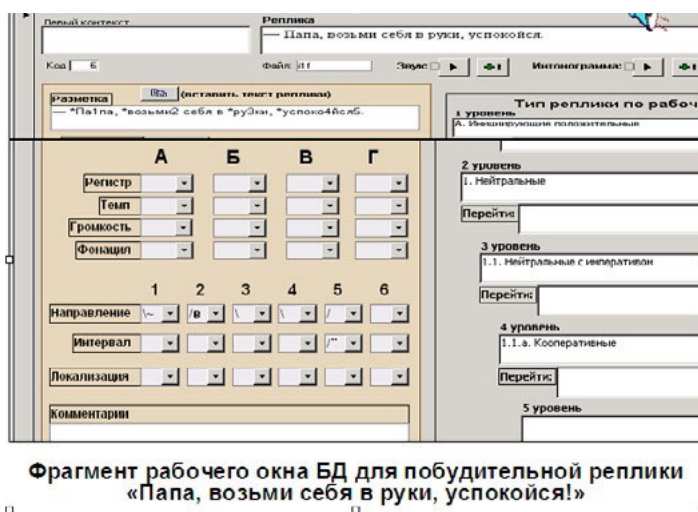 Левый контекст
Реплика
— Папа, возьми себя в руки, успокойся.
Код 6 Файл: Звук: Интонограмма:
Разметка (вставить текст реплики)
— *Па1па, *возьми2 себя в *ру3ки, *успоко4йся5.
Тип реплики по рабоч
1 уровень
А. Инициирующие положительные
А Б В Г
Регистр
Темп
Громкость
Фонация
2 уровень
1. Нейтральные
Перейти:
3 уровень
1.1. Нейтральные с императивом
Перейти:
1 2 3 4 5 6
Направление \~ /в \ \ /
Интервал /¨
Локализация
4 уровень
1.1.а. Кооперативные
Перейти:
Комментарии
5 уровень
Фрагмент рабочего окна БД для побудительной реплики
«Папа, возьми себя в руки, успокойся!»